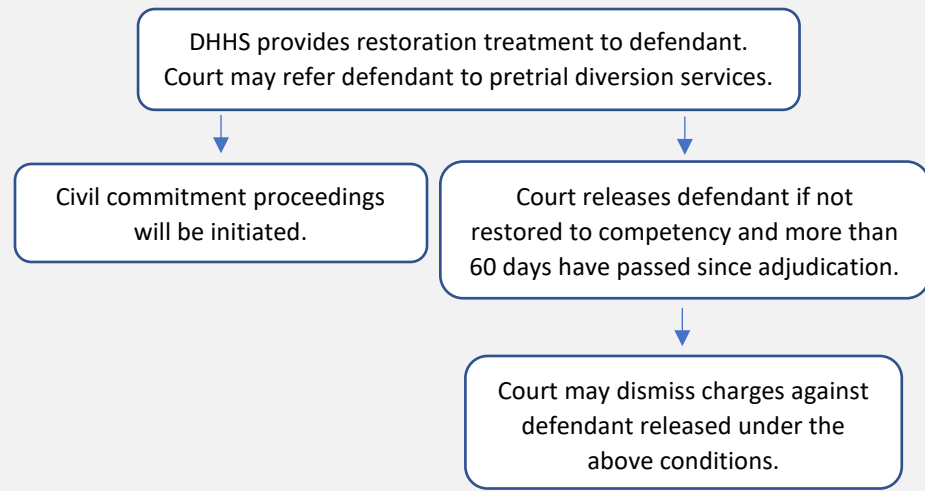 DHHS provides restoration treatment to defendant.
Court may refer defendant to pretrial diversion services.
Civil commitment proceedings
will be initiated.
Court releases defendant if not
restored to competency and more than
60 days have passed since adjudication.
Court may dismiss charges against
defendant released under the
above conditions.